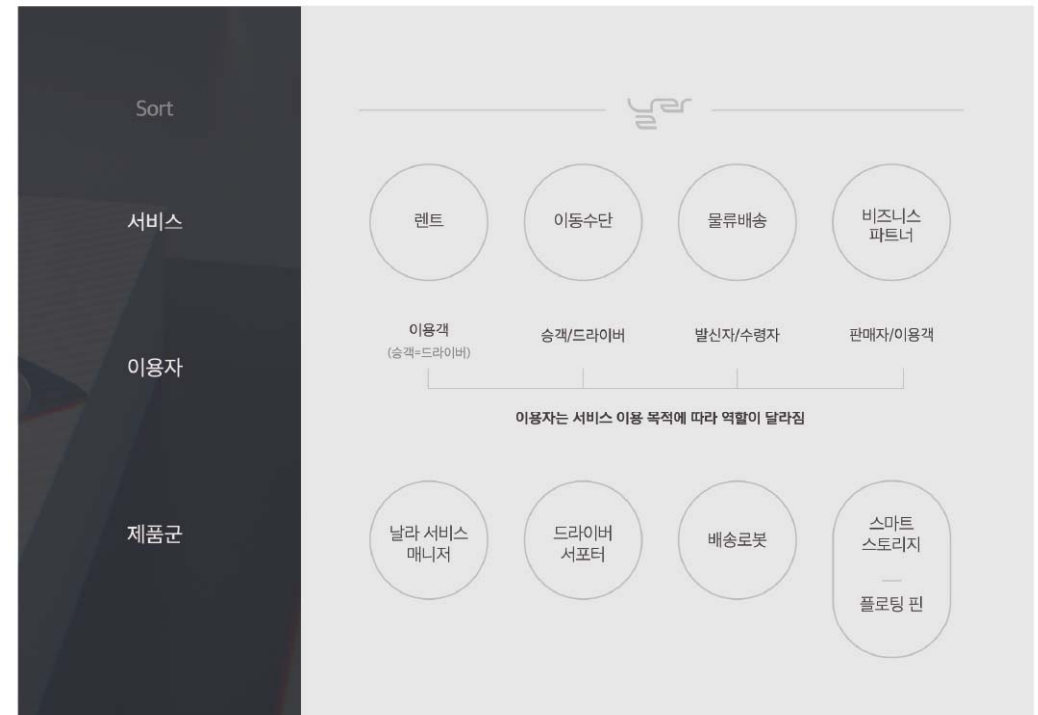 Sort
날라
서비스
렌트
이동수단
물류배송
비즈니스
파트너
이용자
이용객
(승객=드라이버)
승객/드라이버
발신자/수령자
판매자/이용객
이용자는 서비스 이용 목적에 따라 역할이 달라짐
제품군
날라 서비스
매니저
드라이버
서포터
배송로봇
스마트
스토리지
플로팅 핀